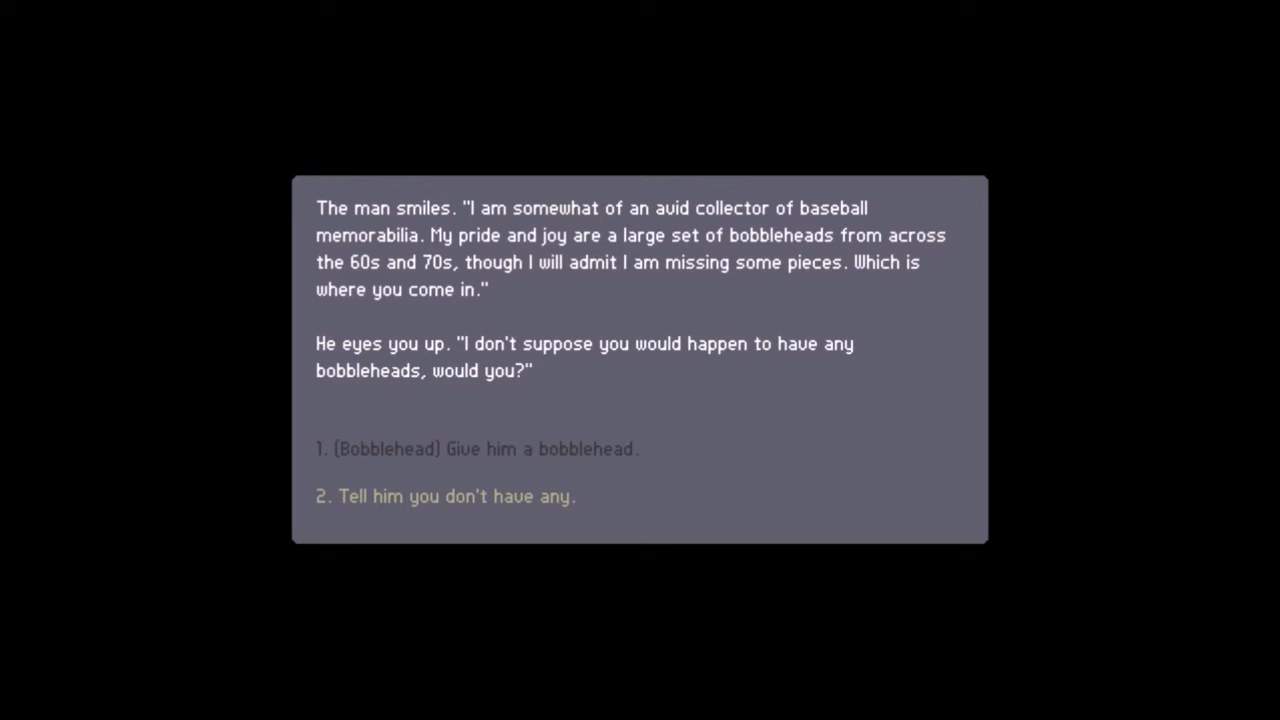 The man smiles. "I am somewhat of an avid collector of baseball
memorabilia. My pride and joy are a large set of bobbleheads from across
the 60s and 70s, though I will admit I am missing some pieces. Which is
where you come in."
He eyes you up. "I don't suppose you would happen to have any
bobbleheads, would you?"
1. (Bobblehead) Give him a bobblehead.
2. Tell him you don't have any.